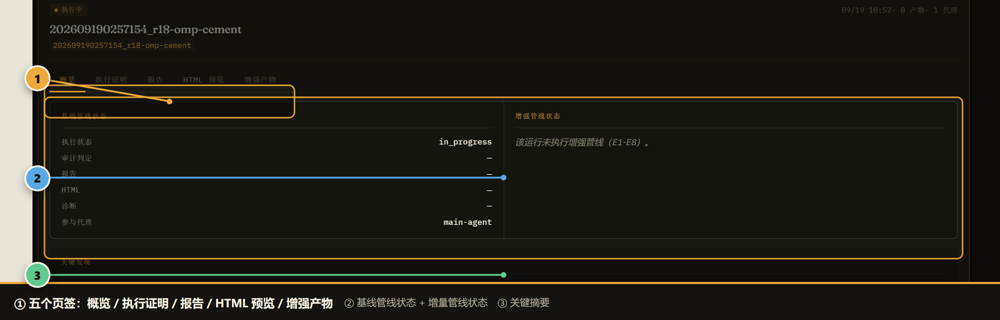 执行中
09/19 10:57· 0 产物· 1 代理
202609190257154_r18-omp-cement
202609190257154_r18-omp-cement
1
概览 执行证明 报告 HTML 预览 增强产物
基线管线状态
增强管线状态
执行状态 in_progress
该运行未执行增强管线（E1-E8）。
审计判定 —
2
报告 —
HTML —
诊断 —
参与代理 main-agent
关键发现
3
① 五个页签：概览 / 执行证明 / 报告 / HTML 预览 / 增强产物 ② 基线管线状态 + 增量管线状态 ③ 关键摘要